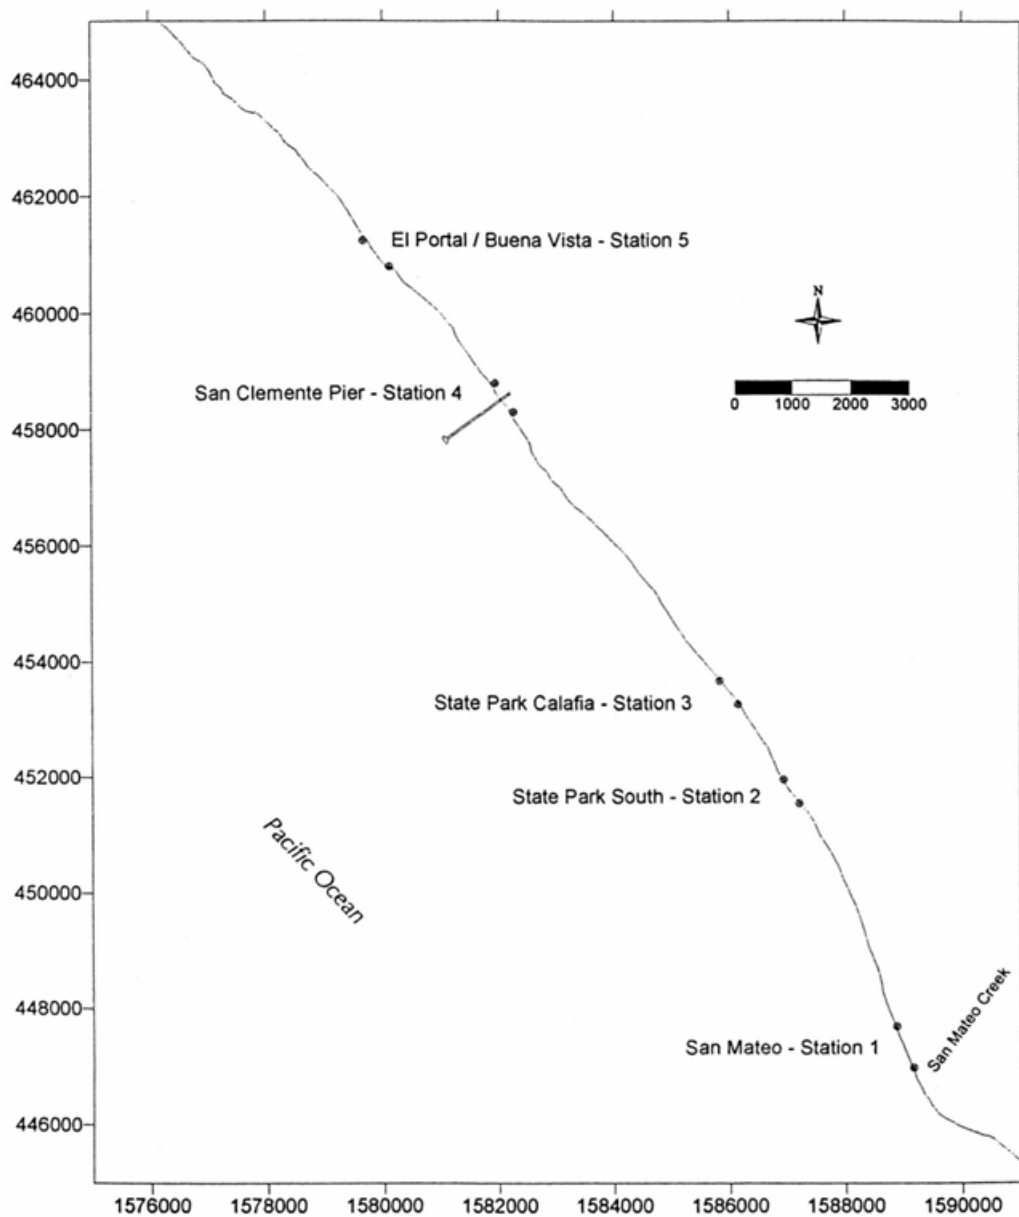 464000
462000
El Portal / Buena Vista - Station 5
N
460000
0 1000 2000 3000
San Clemente Pier - Station 4
458000
456000
454000
State Park Calafia - Station 3
452000
State Park South - Station 2
Pacific Ocean
450000
448000
San Mateo - Station 1
San Mateo Creek
446000
1576000 1578000 1580000 1582000 1584000 1586000 1588000 1590000